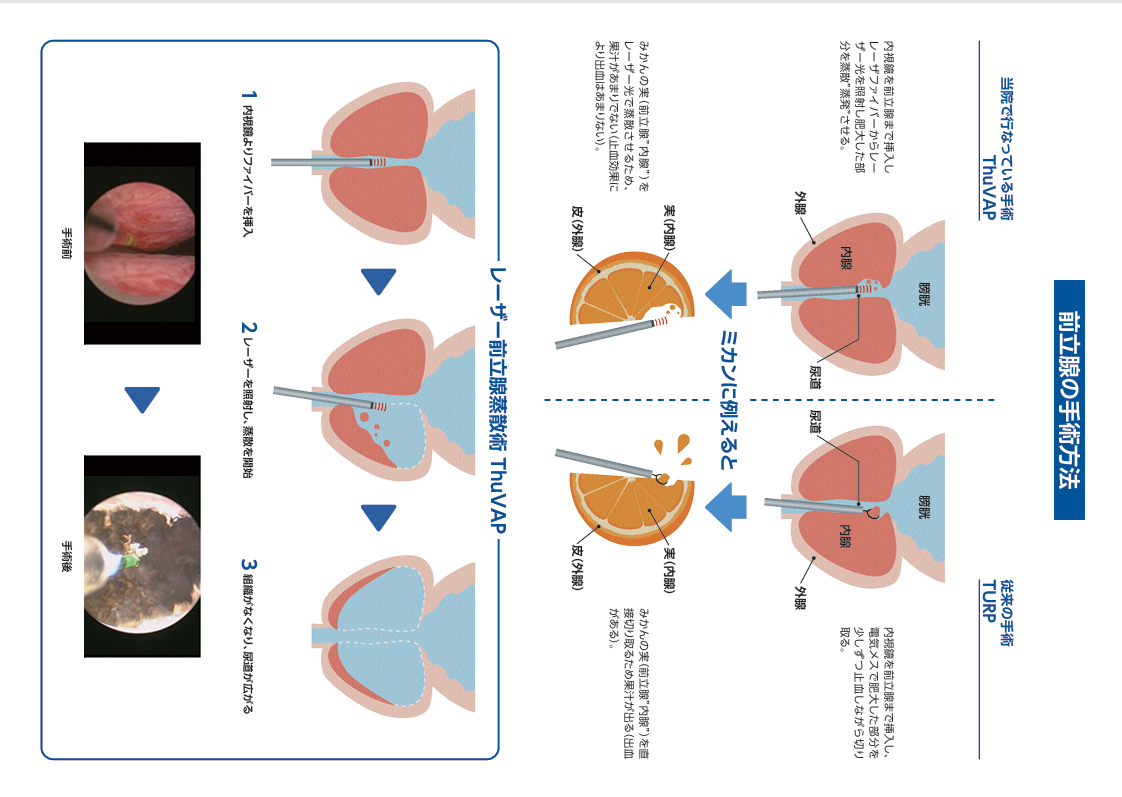 前立腺の手術方法
当院で行なっている手術
ThuVAP
内視鏡を前立腺まで挿入し
レーザファイバーからレー
ザー光を照射し肥大した部
分を蒸散"蒸発"させる。
外腺
内腺
膀胱
尿道
従来の手術
TURP
内視鏡を前立腺まで挿入し、
電気メスで肥大した部分を
少しずつ止血しながら切り
取る。
尿道
膀胱
内腺
外腺
ミカンに例えると
みかんの実(前立腺"内腺")を
レーザー光で蒸散させるため、
果汁があまりでない(止血効果に
より出血はあまりない)。
実(内腺)
皮(外腺)
実(内腺)
皮(外腺)
みかんの実(前立腺"内腺")を直
接切り取るため果汁が出る(出血
がある)。
レーザー前立腺蒸散術 ThuVAP
1 内視鏡よりファイバーを挿入
2 レーザーを照射し、蒸散を開始
3 組織がなくなり、尿道が広がる
手術前
手術後